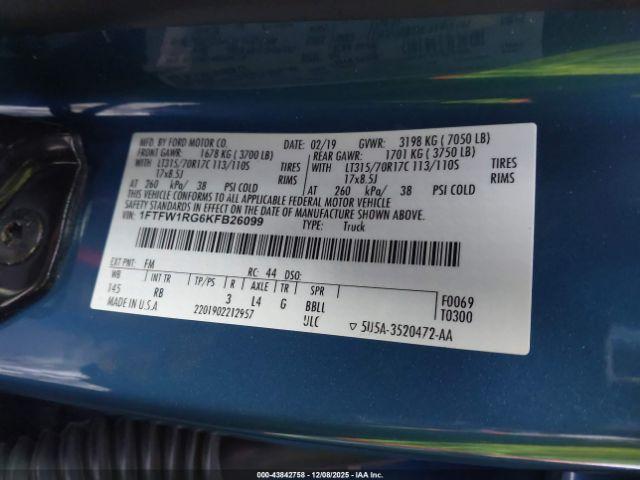 MFD. BY FORD MOTOR CO.
DATE: 02/19 GVWR: 3198 KG ( 7050 LB)
FRONT GAWR: 1678 KG ( 3700 LB) REAR GAWR: 1701 KG ( 3750 LB)
WITH LT315/70R17C 113/110S TIRES WITH LT315/70R17C 113/110S TIRES
17x8.5J RIMS 17x8.5J RIMS
AT 260 kPa/ 38 PSI COLD AT 260 kPa/ 38 PSI COLD
THIS VEHICLE CONFORMS TO ALL APPLICABLE FEDERAL MOTOR VEHICLE
SAFETY STANDARDS IN EFFECT ON THE DATE OF MANUFACTURE SHOWN ABOVE.
VIN: 1FTFW1RG6KFB26099 TYPE: Truck
EXT PNT: FM RC: 44 DSO:
WB INT TR TP/PS R AXLE TR SPR
145 RB 3 L4 G BBLL F0069
MADE IN U.S.A 2201902212957 ULC T0300
5U5A-3520472-AA
000-43842758 - 12/08/2025 - IAA Inc.